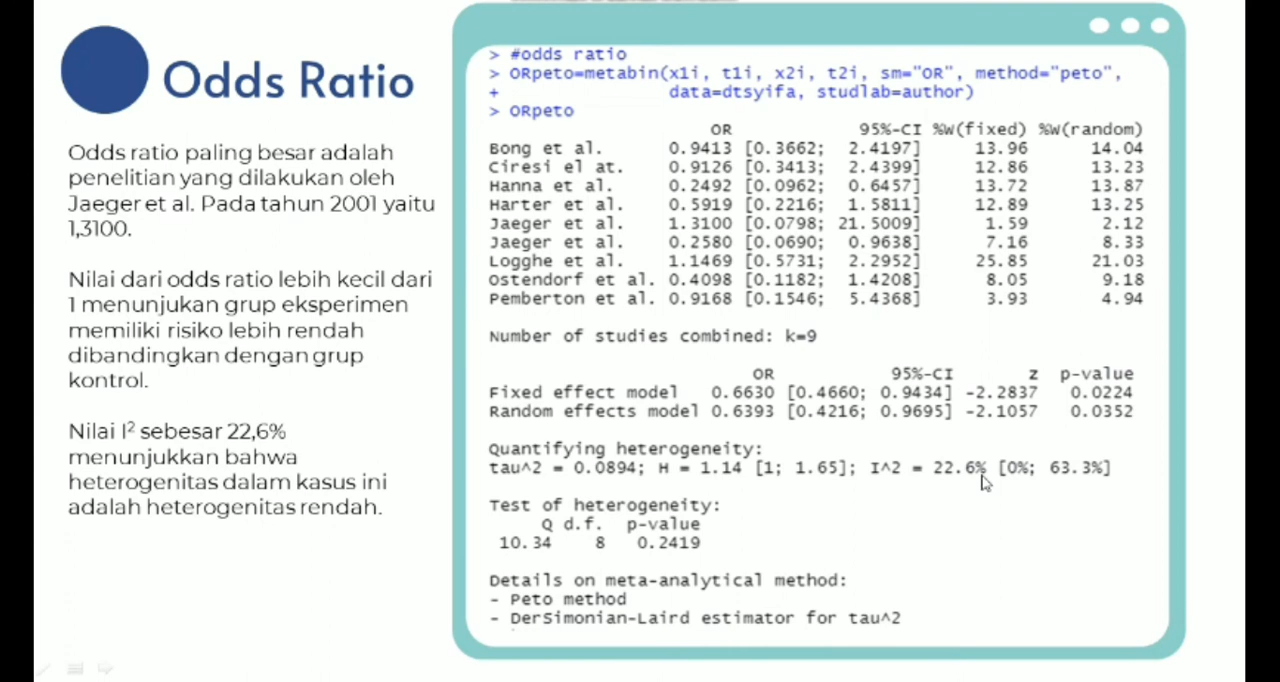 Odds Ratio
Odds ratio paling besar adalah
penelitian yang dilakukan oleh
Jaeger et al. Pada tahun 2001 yaitu
1,3100.
Nilai dari odds ratio lebih kecil dari
1 menunjukan grup eksperimen
memiliki risiko lebih rendah
dibandingkan dengan grup
kontrol.
Nilai I² sebesar 22,6%
menunjukkan bahwa
heterogenitas dalam kasus ini
adalah heterogenitas rendah.
> #odds ratio
> ORpeto=metabin(x1i, t1i, x2i, t2i, sm="OR", method="peto",
+ data=dtsyifa, studlab=author)
> ORpeto
OR 95%-CI %W(fixed) %W(random)
Bong et al. 0.9413 [0.3662; 2.4197] 13.96 14.04
Ciresi el at. 0.9126 [0.3413; 2.4399] 12.86 13.23
Hanna et al. 0.2492 [0.0962; 0.6457] 13.72 13.87
Harter et al. 0.5919 [0.2216; 1.5811] 12.89 13.25
Jaeger et al. 1.3100 [0.0798; 21.5009] 1.59 2.12
Jaeger et al. 0.2580 [0.0690; 0.9638] 7.16 8.33
Logghe et al. 1.1469 [0.5731; 2.2952] 25.85 21.03
Ostendorf et al. 0.4098 [0.1182; 1.4208] 8.05 9.18
Pemberton et al. 0.9168 [0.1546; 5.4368] 3.93 4.94
Number of studies combined: k=9
OR 95%-CI z p-value
Fixed effect model 0.6630 [0.4660; 0.9434] -2.2837 0.0224
Random effects model 0.6393 [0.4216; 0.9695] -2.1057 0.0352
Quantifying heterogeneity:
tau^2 = 0.0894; H = 1.14 [1; 1.65]; I^2 = 22.6% [0%; 63.3%]
Test of heterogeneity:
Q d.f. p-value
10.34 8 0.2419
Details on meta-analytical method:
- Peto method
- DerSimonian-Laird estimator for tau^2